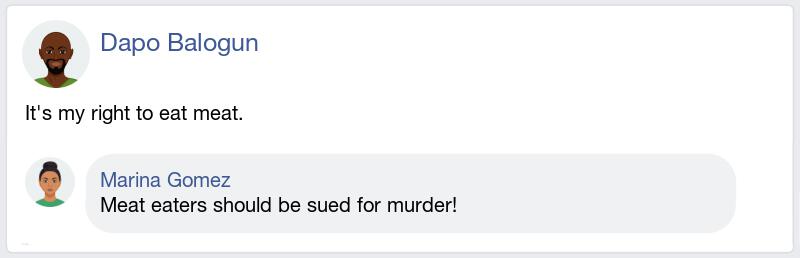 Dapo Balogun
It's my right to eat meat.
Marina Gomez
Meat eaters should be sued for murder!